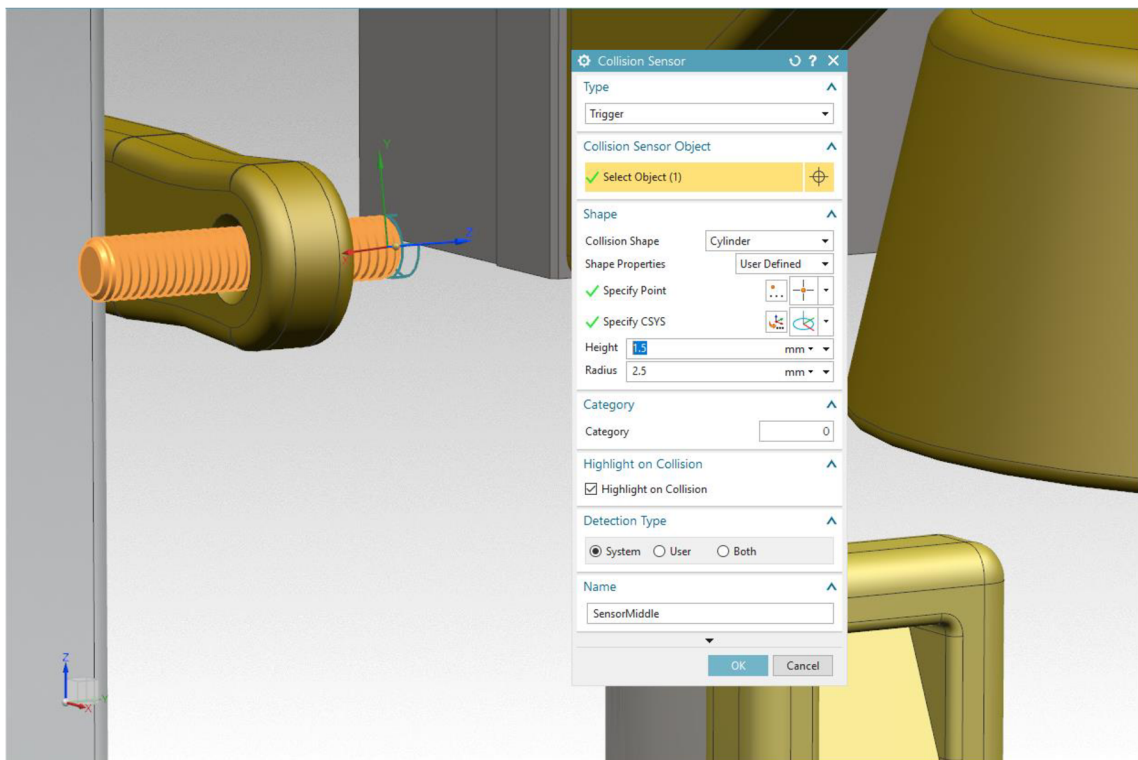 Collision Sensor ?
Type
Trigger
Collision Sensor Object
Select Object (1)
Shape
Collision Shape Cylinder
Shape Properties User Defined
Specify Point
Specify CSYS
Height 1.5 mm
Radius 2.5 mm
Category
Category 0
Highlight on Collision
Highlight on Collision
Detection Type
System User Both
Name
SensorMiddle
OK Cancel
Y
Z
Z
Y
X